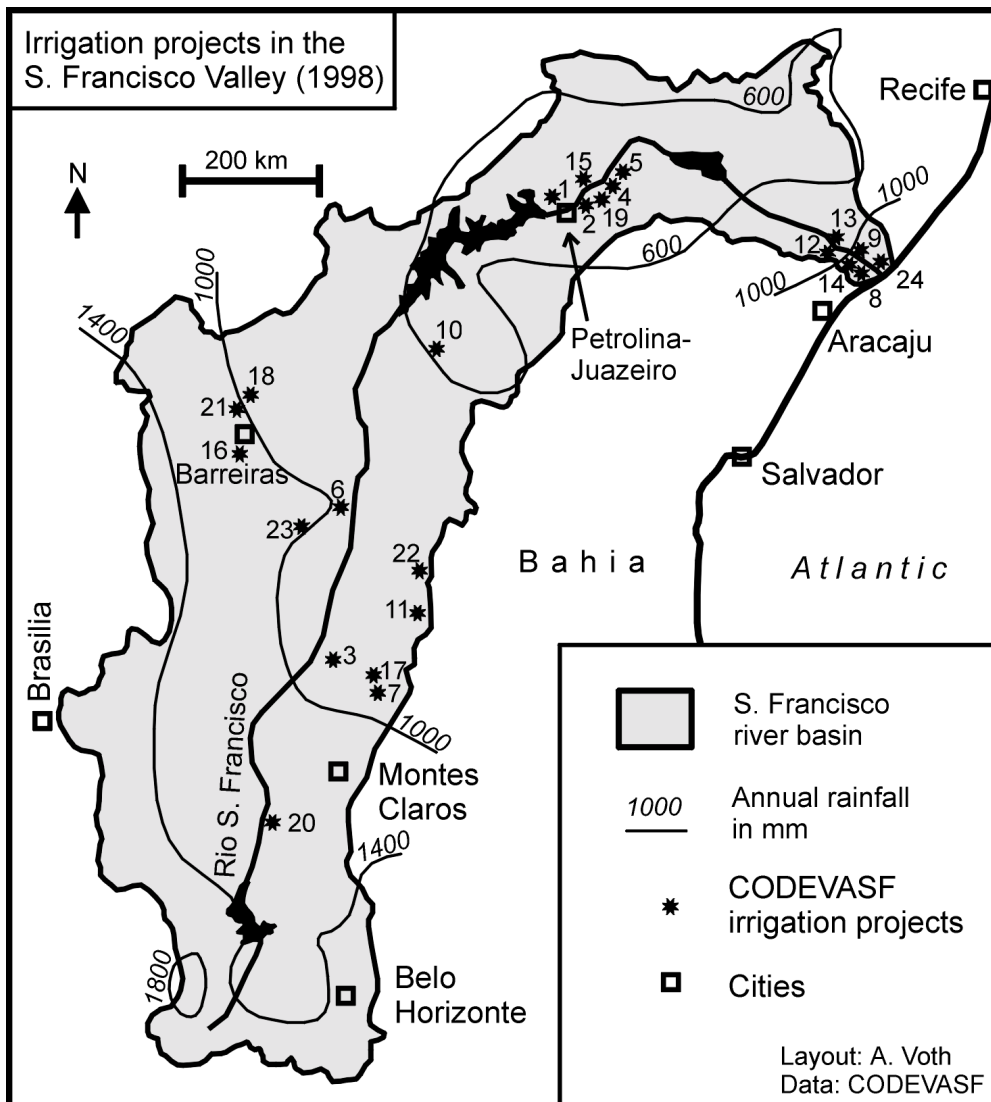 Irrigation projects in the
S. Francisco Valley (1998)
Recife
600
200 km
N
15
5
1
1000
4
2
19
13
12
9
600
1000
1000
14
24
8
1400
10
Petrolina-
Juazeiro
Aracaju
18
21
16
Barreiras
Salvador
6
23
22
Bahia
Atlantic
11
3
17
7
Brasilia
Rio S. Francisco
1000
Montes
Claros
20
1400
1800
Belo
Horizonte
S. Francisco
river basin
1000
Annual rainfall
in mm
CODEVASF
irrigation projects
Cities
Layout: A. Voth
Data: CODEVASF